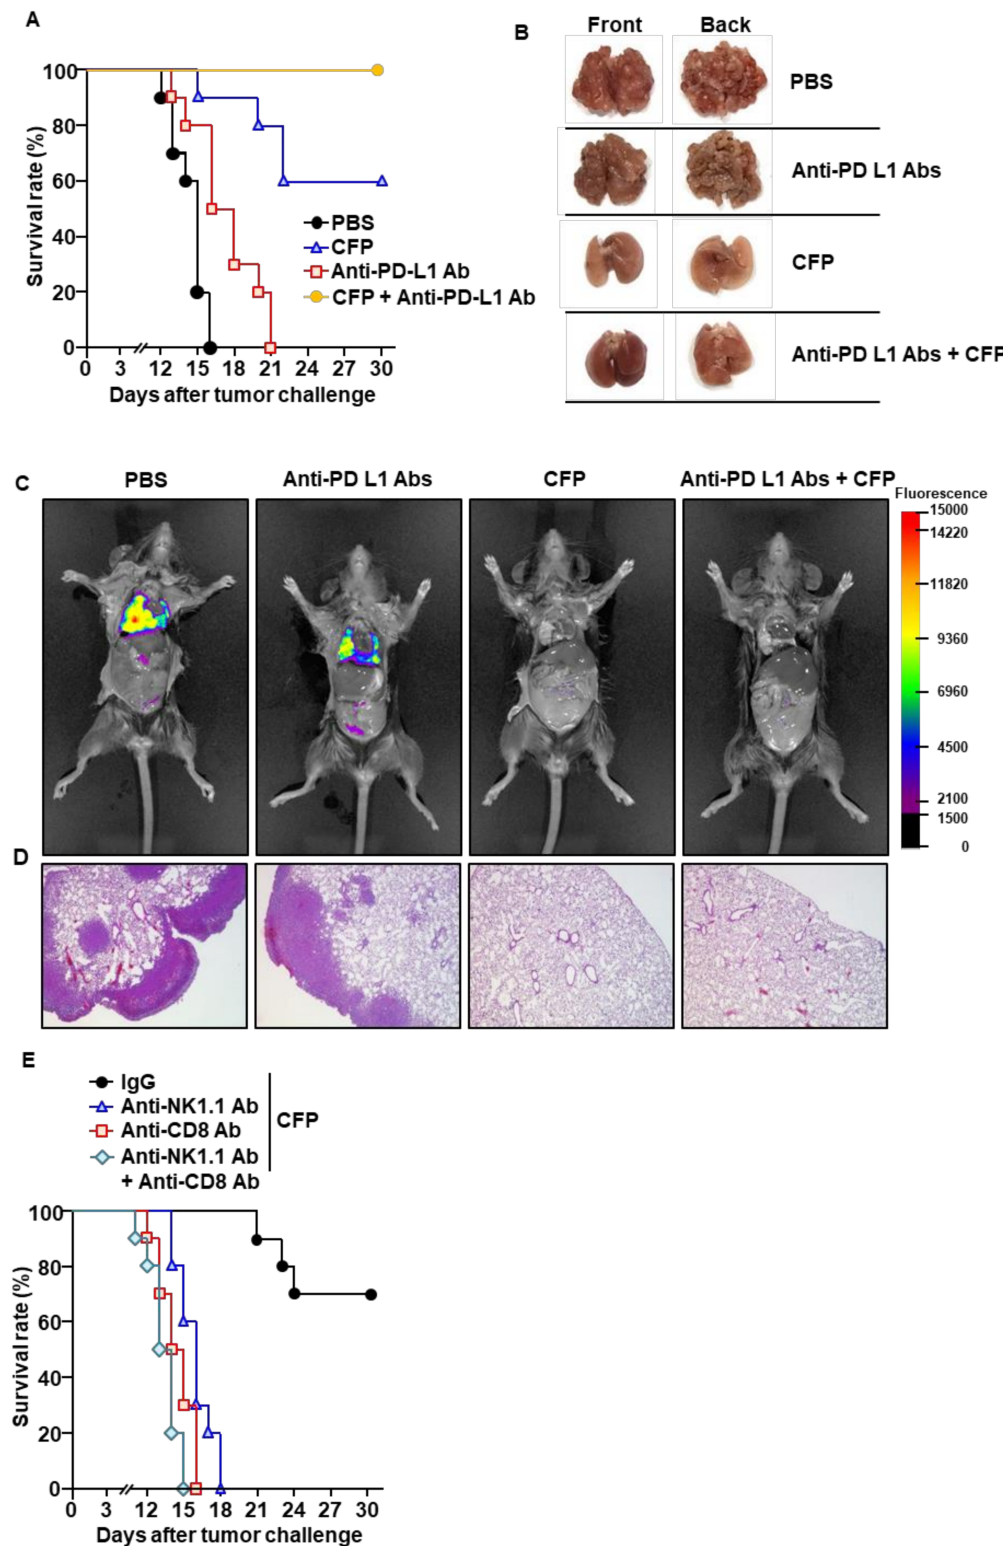 A
100
80
60
40
20
0
Survival rate (%)
PBS
CFP
Anti-PD-L1 Ab
CFP + Anti-PD-L1 Ab
0 3 12 15 18 21 24 27 30
Days after tumor challenge
B
Front Back
PBS
Anti-PD L1 Abs
CFP
Anti-PD L1 Abs + CFP
C
PBS Anti-PD L1 Abs CFP Anti-PD L1 Abs + CFP
Fluorescence
15000
14220
11820
9360
6960
4500
2100
1500
0
D
E
IgG
Anti-NK1.1 Ab
Anti-CD8 Ab
Anti-NK1.1 Ab
+ Anti-CD8 Ab
CFP
100
80
60
40
20
0
Survival rate (%)
0 3 12 15 18 21 24 27 30
Days after tumor challenge